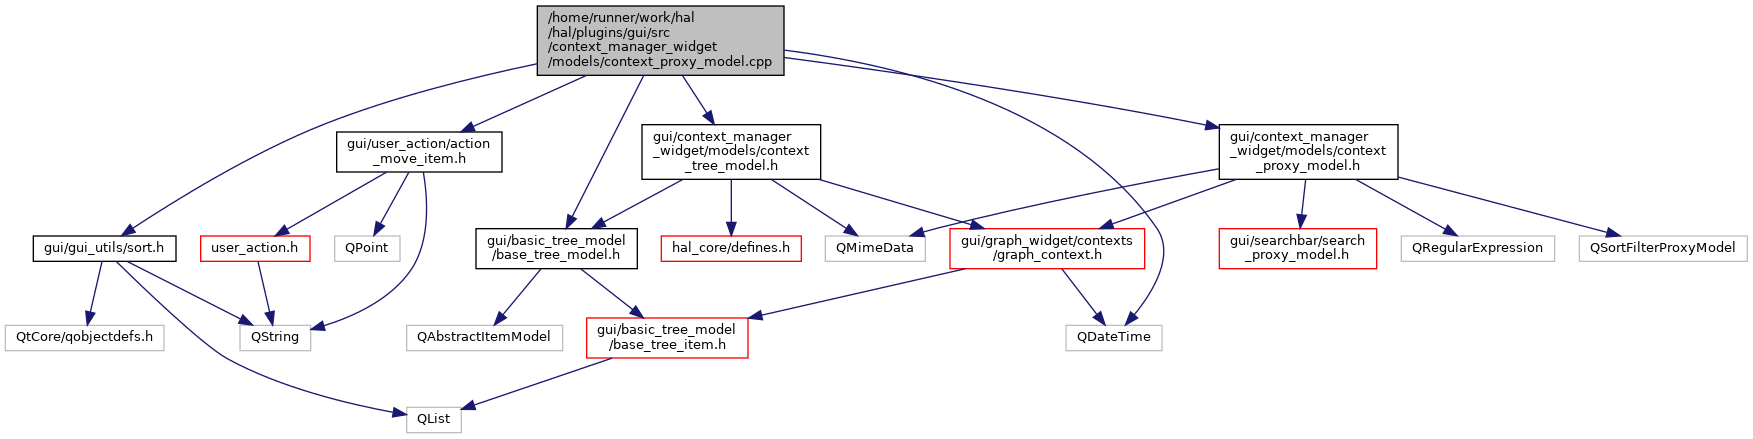 /home/runner/work/hal
/hal/plugins/gui/src
/context_manager_widget
/models/context_proxy_model.cpp
gui/user_action/action
_move_item.h
gui/context_manager
_widget/models/context
_tree_model.h
gui/context_manager
_widget/models/context
_proxy_model.h
gui/gui_utils/sort.h
user_action.h
QPoint
gui/basic_tree_model
/base_tree_model.h
hal_core/defines.h
QMimeData
gui/graph_widget/contexts
/graph_context.h
gui/searchbar/search
_proxy_model.h
QRegularExpression
QSortFilterProxyModel
QtCore/qobjectdefs.h
QString
QAbstractItemModel
gui/basic_tree_model
/base_tree_item.h
QDateTime
QList